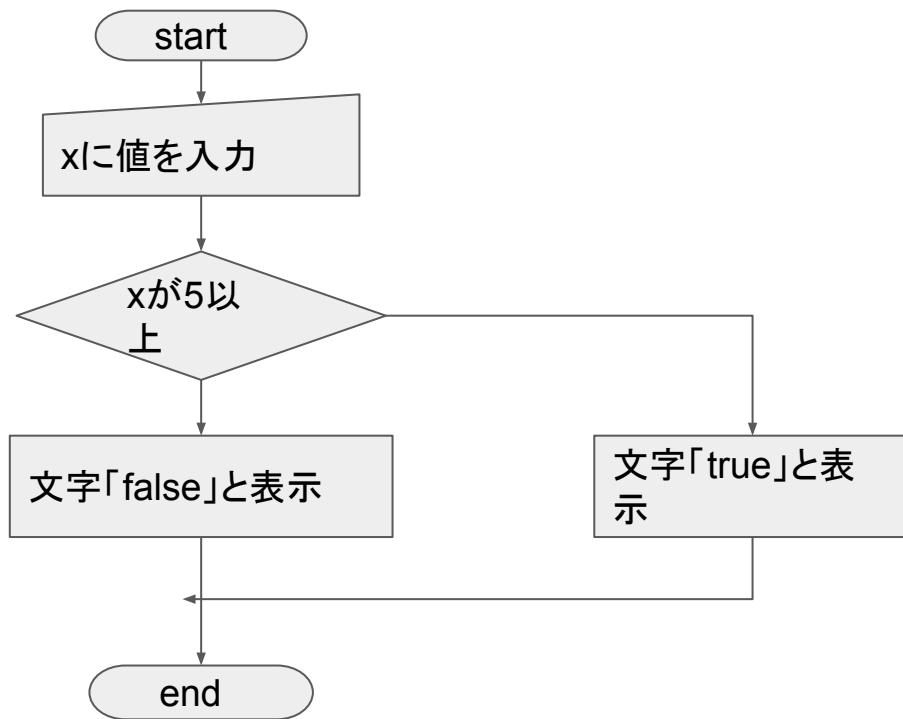 start
xに値を入力
xが5以
上
文字「false」と表示
文字「true」と表
示
end